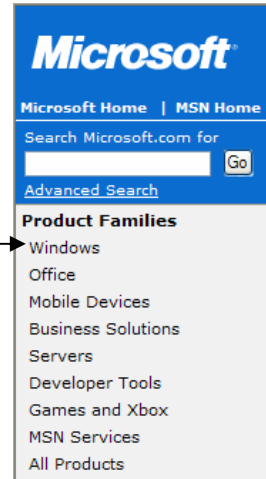 Microsoft
Microsoft Home | MSN Home
Search Microsoft.com for
Go
Advanced Search
Product Families
Windows
Office
Mobile Devices
Business Solutions
Servers
Developer Tools
Games and Xbox
MSN Services
All Products